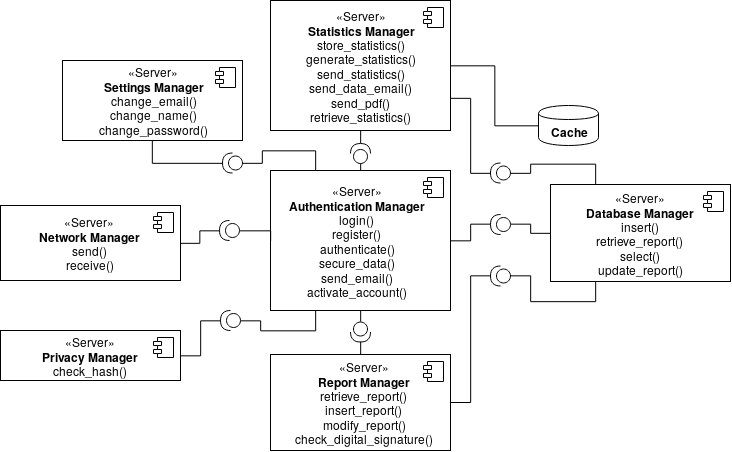 «Server»
Statistics Manager
store_statistics()
generate_statistics()
send_statistics()
send_data_email()
send_pdf()
retrieve_statistics()
«Server»
Settings Manager
change_email()
change_name()
change_password()
Cache
«Server»
Authentication Manager
login()
register()
authenticate()
secure_data()
send_email()
activate_account()
«Server»
Database Manager
insert()
retrieve_report()
select()
update_report()
«Server»
Network Manager
send()
receive()
«Server»
Privacy Manager
check_hash()
«Server»
Report Manager
retrieve_report()
insert_report()
modify_report()
check_digital_signature()